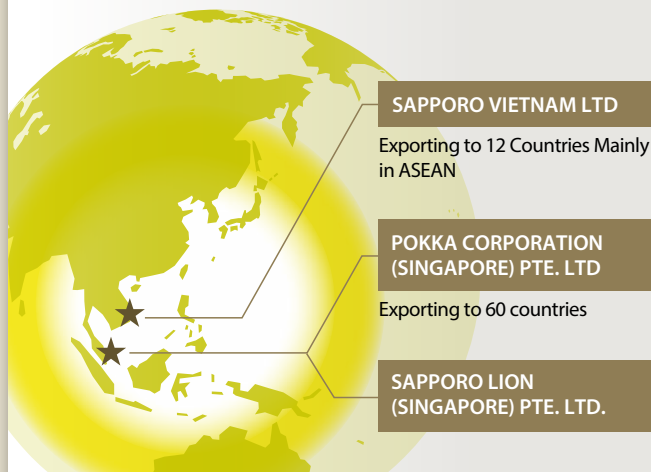 SAPPORO VIETNAM LTD
Exporting to 12 Countries Mainly
in ASEAN
POKKA CORPORATION
(SINGAPORE) PTE. LTD
Exporting to 60 countries
SAPPORO LION
(SINGAPORE) PTE. LTD.